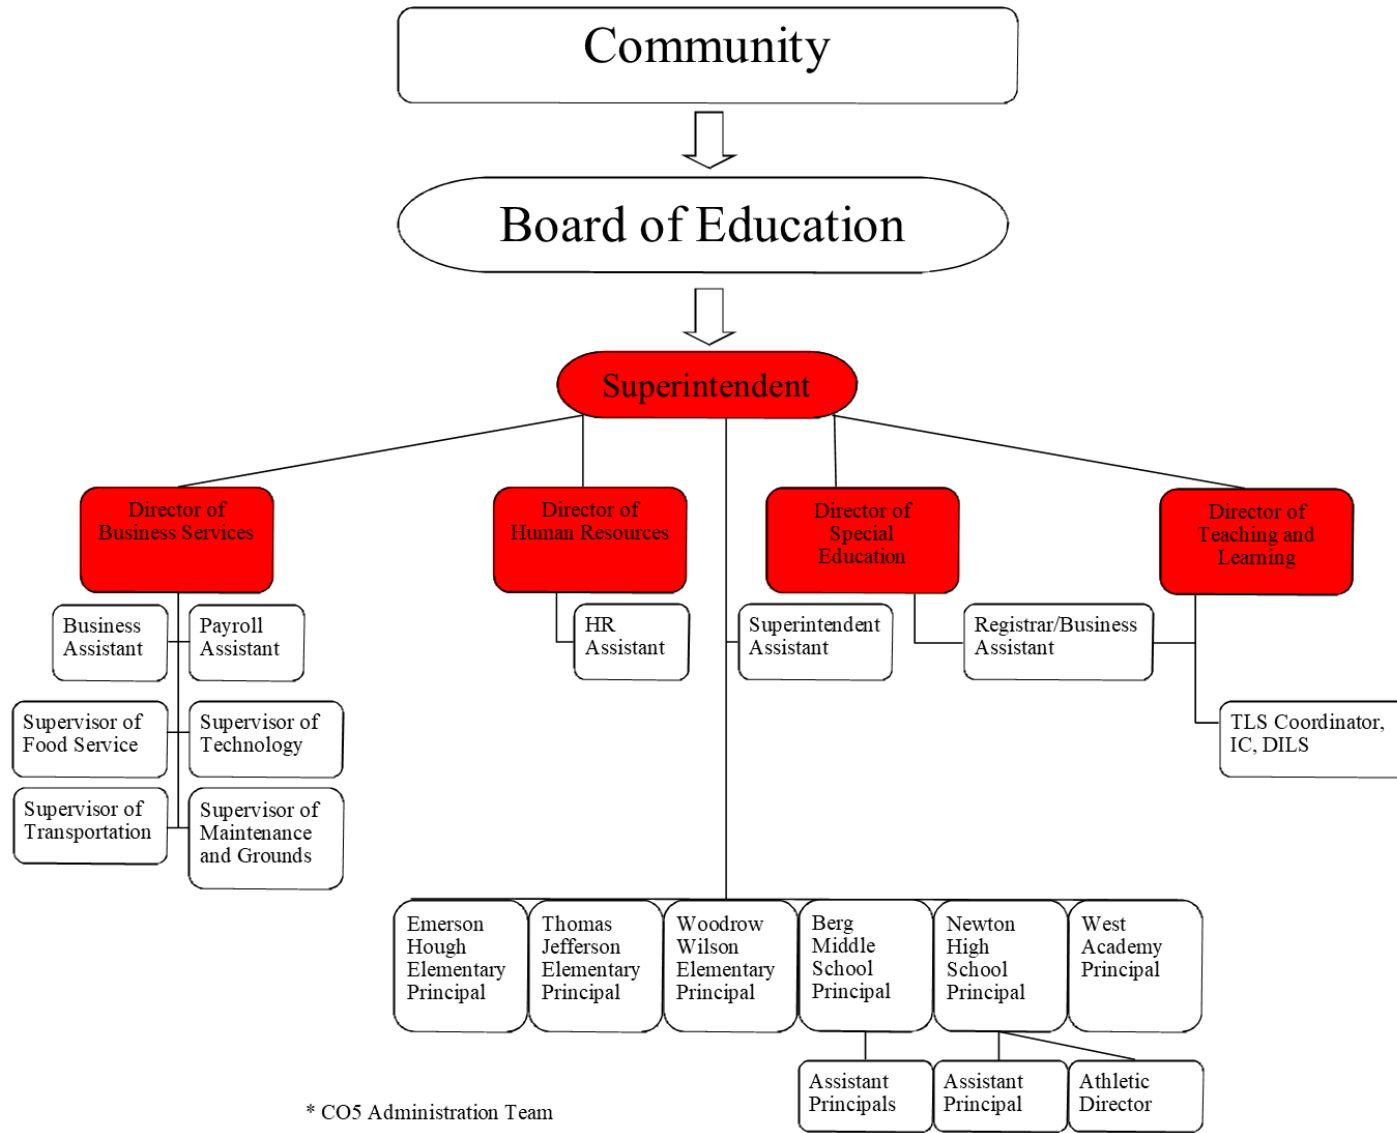 Community
Board of Education
Superintendent
Director of
Business Services
Director of
Human Resources
Director of
Special
Education
Director of
Teaching and
Learning
Business
Assistant
Payroll
Assistant
HR
Assistant
Superintendent
Assistant
Registrar/Business
Assistant
Supervisor of
Food Service
Supervisor of
Technology
TLS Coordinator,
IC, DILS
Supervisor of
Transportation
Supervisor of
Maintenance
and Grounds
Emerson
Hough
Elementary
Principal
Thomas
Jefferson
Elementary
Principal
Woodrow
Wilson
Elementary
Principal
Berg
Middle
School
Principal
Newton
High
School
Principal
West
Academy
Principal
Assistant
Principals
Assistant
Principal
Athletic
Director
* CO5 Administration Team